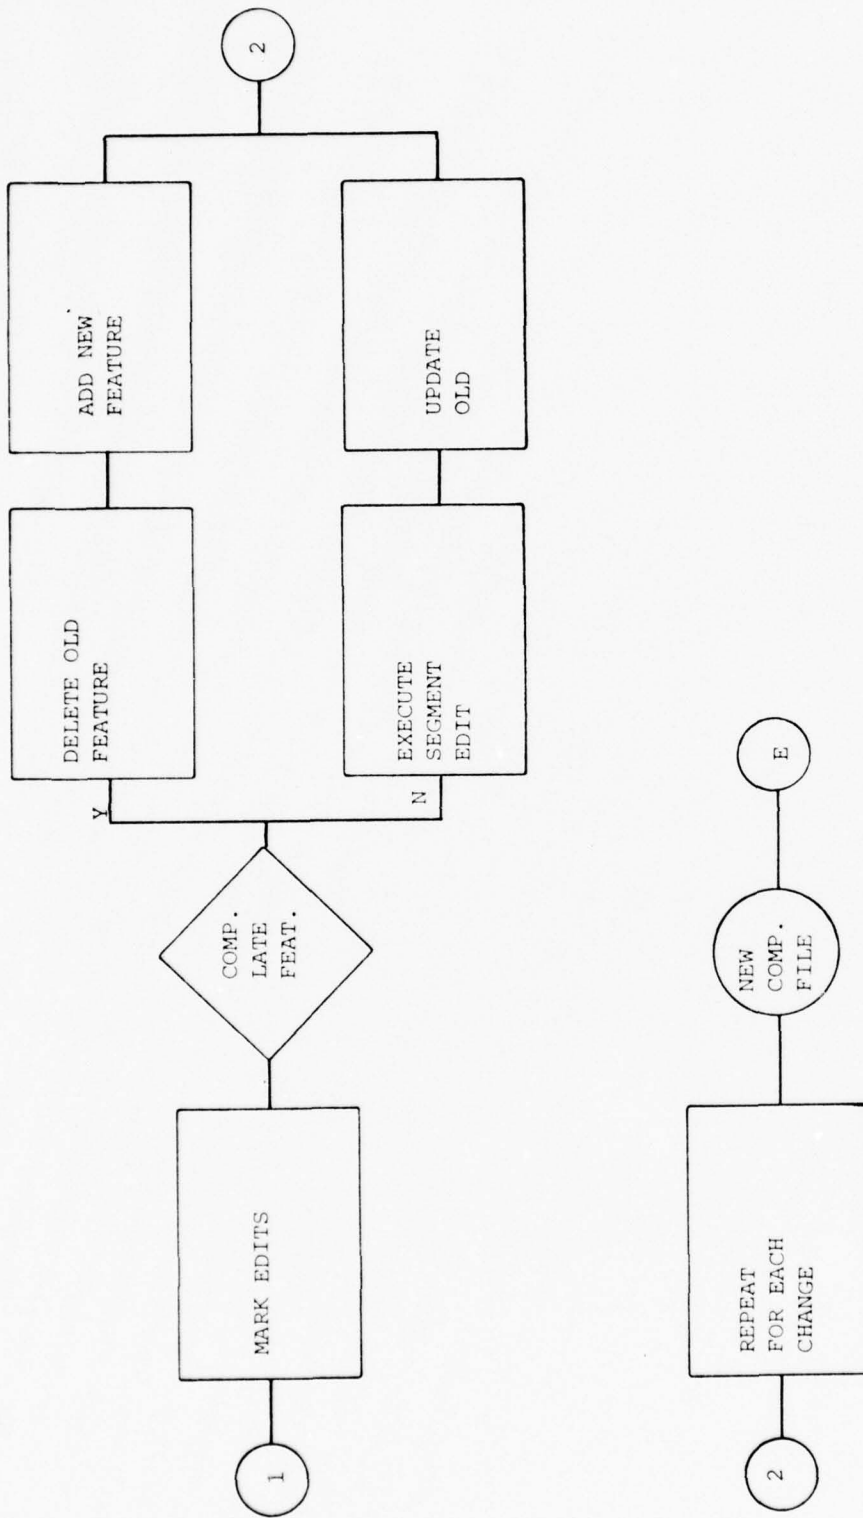 1
MARK EDITS
COMP.
LATE
FEAT.
Y
DELETE OLD
FEATURE
ADD NEW
FEATURE
N
EXECUTE
SEGMENT
EDIT
UPDATE
OLD
2
2
REPEAT
FOR EACH
CHANGE
NEW
COMP.
FILE
E